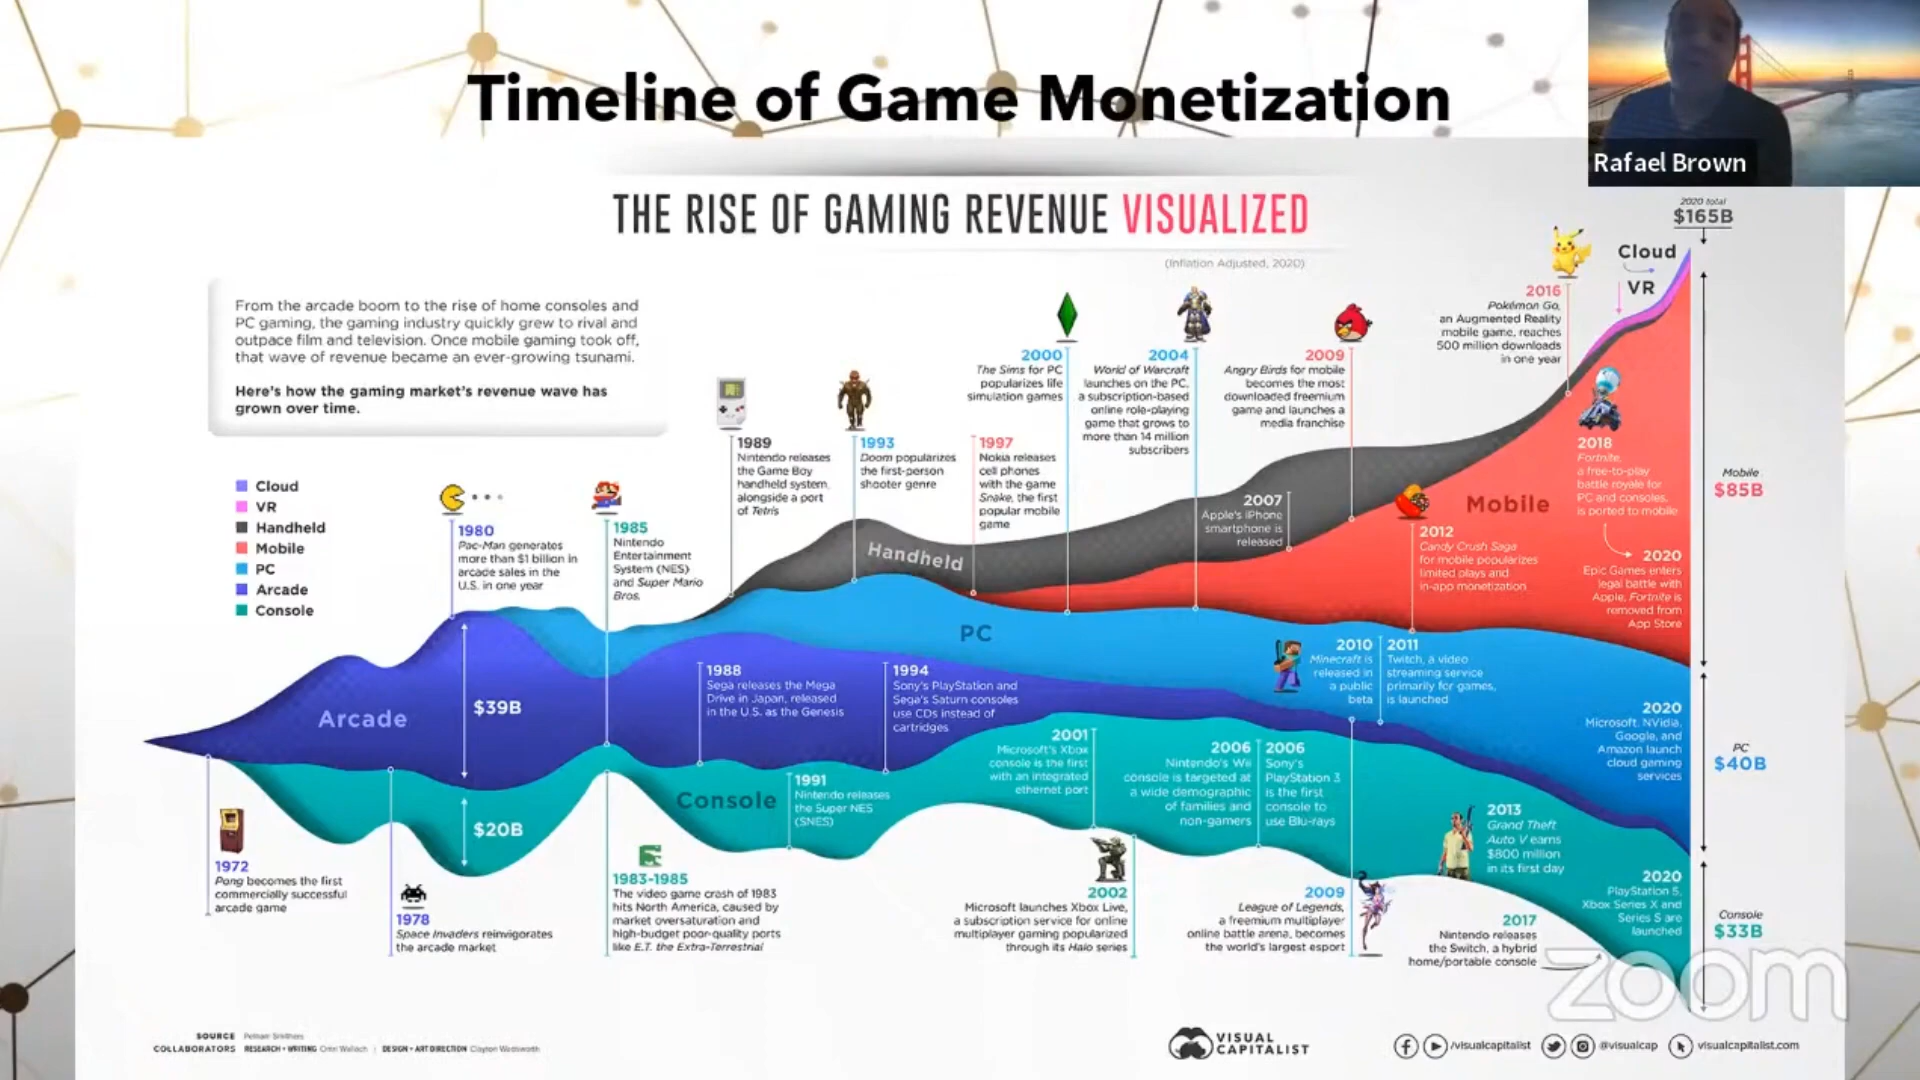 Timeline of Game Monetization
Rafael Brown
THE RISE OF GAMING REVENUE VISUALIZED
(Inflation Adjusted, 2020)
2020 total
$165B
From the arcade boom to the rise of home consoles and
PC gaming, the gaming industry quickly grew to rival and
outpace film and television. Once mobile gaming took off,
that wave of revenue became an ever-growing tsunami.
Here's how the gaming market's revenue wave has
grown over time.
Cloud
VR
Handheld
Mobile
PC
Arcade
Console
1972
Pong becomes the first
commercially successful
arcade game
1978
Space Invaders reinvigorates
the arcade market
1980
Pac-Man generates
more than $1 billion in
arcade sales in the
U.S. in one year
1985
Nintendo
Entertainment
System (NES)
and Super Mario
Bros.
1983-1985
The video game crash of 1983
hits North America, caused by
market oversaturation and
high-budget poor-quality ports
like E.T. the Extra-Terrestrial
1988
Sega releases the Mega
Drive in Japan, released
in the U.S. as the Genesis
1989
Nintendo releases
the Game Boy
handheld system,
alongside a port
of Tetris
1991
Nintendo releases
the Super NES
(SNES)
1993
Doom popularizes
the first-person
shooter genre
1994
Sony's PlayStation and
Sega's Saturn consoles
use CDs instead of
cartridges
1997
Nokia releases
cell phones
with the game
Snake, the first
popular mobile
game
2000
The Sims for PC
popularizes life
simulation games
2001
Microsoft's Xbox
console is the first
with an integrated
ethernet port
2002
Microsoft launches Xbox Live,
a subscription service for online
multiplayer gaming popularized
through its Halo series
2004
World of Warcraft
launches on the PC,
a subscription-based
online role-playing
game that grows to
more than 14 million
subscribers
2006
Nintendo's Wii
console is targeted at
a wide demographic
of families and
non-gamers
2006
Sony's
PlayStation 3
is the first
console to
use Blu-rays
2007
Apple's iPhone
smartphone is
released
2009
Angry Birds for mobile
becomes the most
downloaded freemium
game and launches a
media franchise
2009
League of Legends,
a freemium multiplayer
online battle arena, becomes
the world's largest esport
2010
Minecraft is
released in
a public
beta
2011
Twitch, a video
streaming service
primarily for games,
is launched
2012
Candy Crush Saga
for mobile popularizes
limited plays and
in-app monetization
2013
Grand Theft
Auto V earns
$800 million
in its first day
2016
Pokémon Go,
an Augmented Reality
mobile game, reaches
500 million downloads
in one year
2017
Nintendo releases
the Switch, a hybrid
home/portable console
2018
Fortnite,
a free-to-play
battle royale for
PC and consoles,
is ported to mobile
2020
Epic Games enters
legal battle with
Apple, Fortnite is
removed from
App Store
2020
Microsoft, NVidia,
Google, and
Amazon launch
cloud gaming
services
2020
PlayStation 5,
Xbox Series X and
Series S are
launched
Arcade
$39B
Console
$20B
Handheld
PC
Mobile
Cloud
VR
Mobile
$85B
PC
$40B
Console
$33B
zoom
SOURCE Pelham Smithers
COLLABORATORS RESEARCH + WRITING Omri Wallach | DESIGN + ART DIRECTION Clayton Wadsworth
VISUAL
CAPITALIST
/visualcapitalist @visualcap visualcapitalist.com